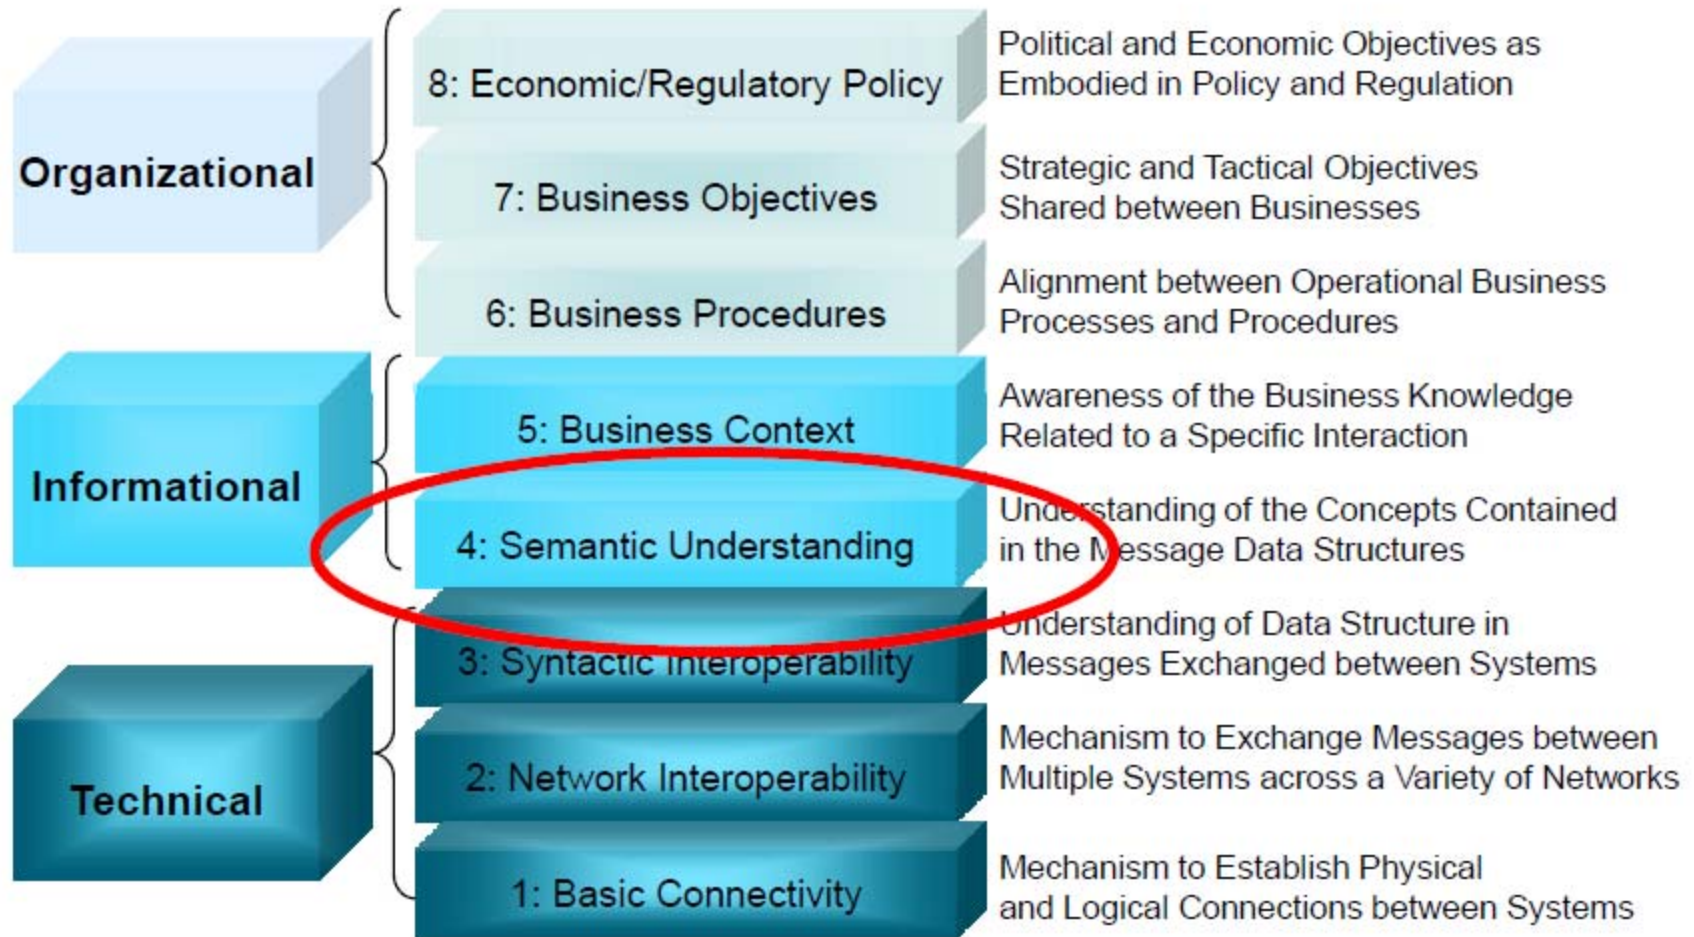 Organizational
8: Economic/Regulatory Policy
Political and Economic Objectives as
Embodied in Policy and Regulation
7: Business Objectives
Strategic and Tactical Objectives
Shared between Businesses
6: Business Procedures
Alignment between Operational Business
Processes and Procedures
Informational
5: Business Context
Awareness of the Business Knowledge
Related to a Specific Interaction
4: Semantic Understanding
Understanding of the Concepts Contained
in the Message Data Structures
Technical
3: Syntactic Interoperability
Understanding of Data Structure in
Messages Exchanged between Systems
2: Network Interoperability
Mechanism to Exchange Messages between
Multiple Systems across a Variety of Networks
1: Basic Connectivity
Mechanism to Establish Physical
and Logical Connections between Systems